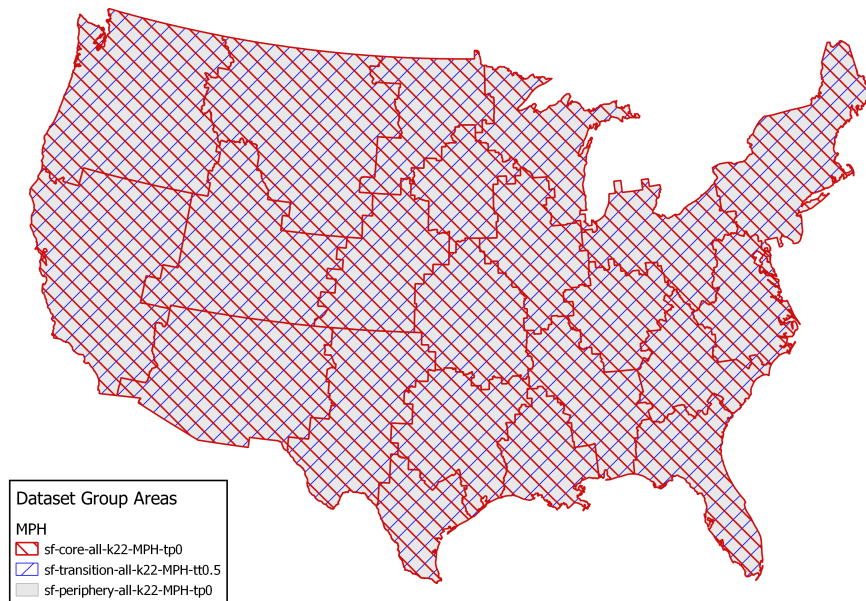 Dataset Group Areas
MPH
sf-core-all-k22-MPH-tp0
sf-transition-all-k22-MPH-tt0.5
sf-periphery-all-k22-MPH-tp0